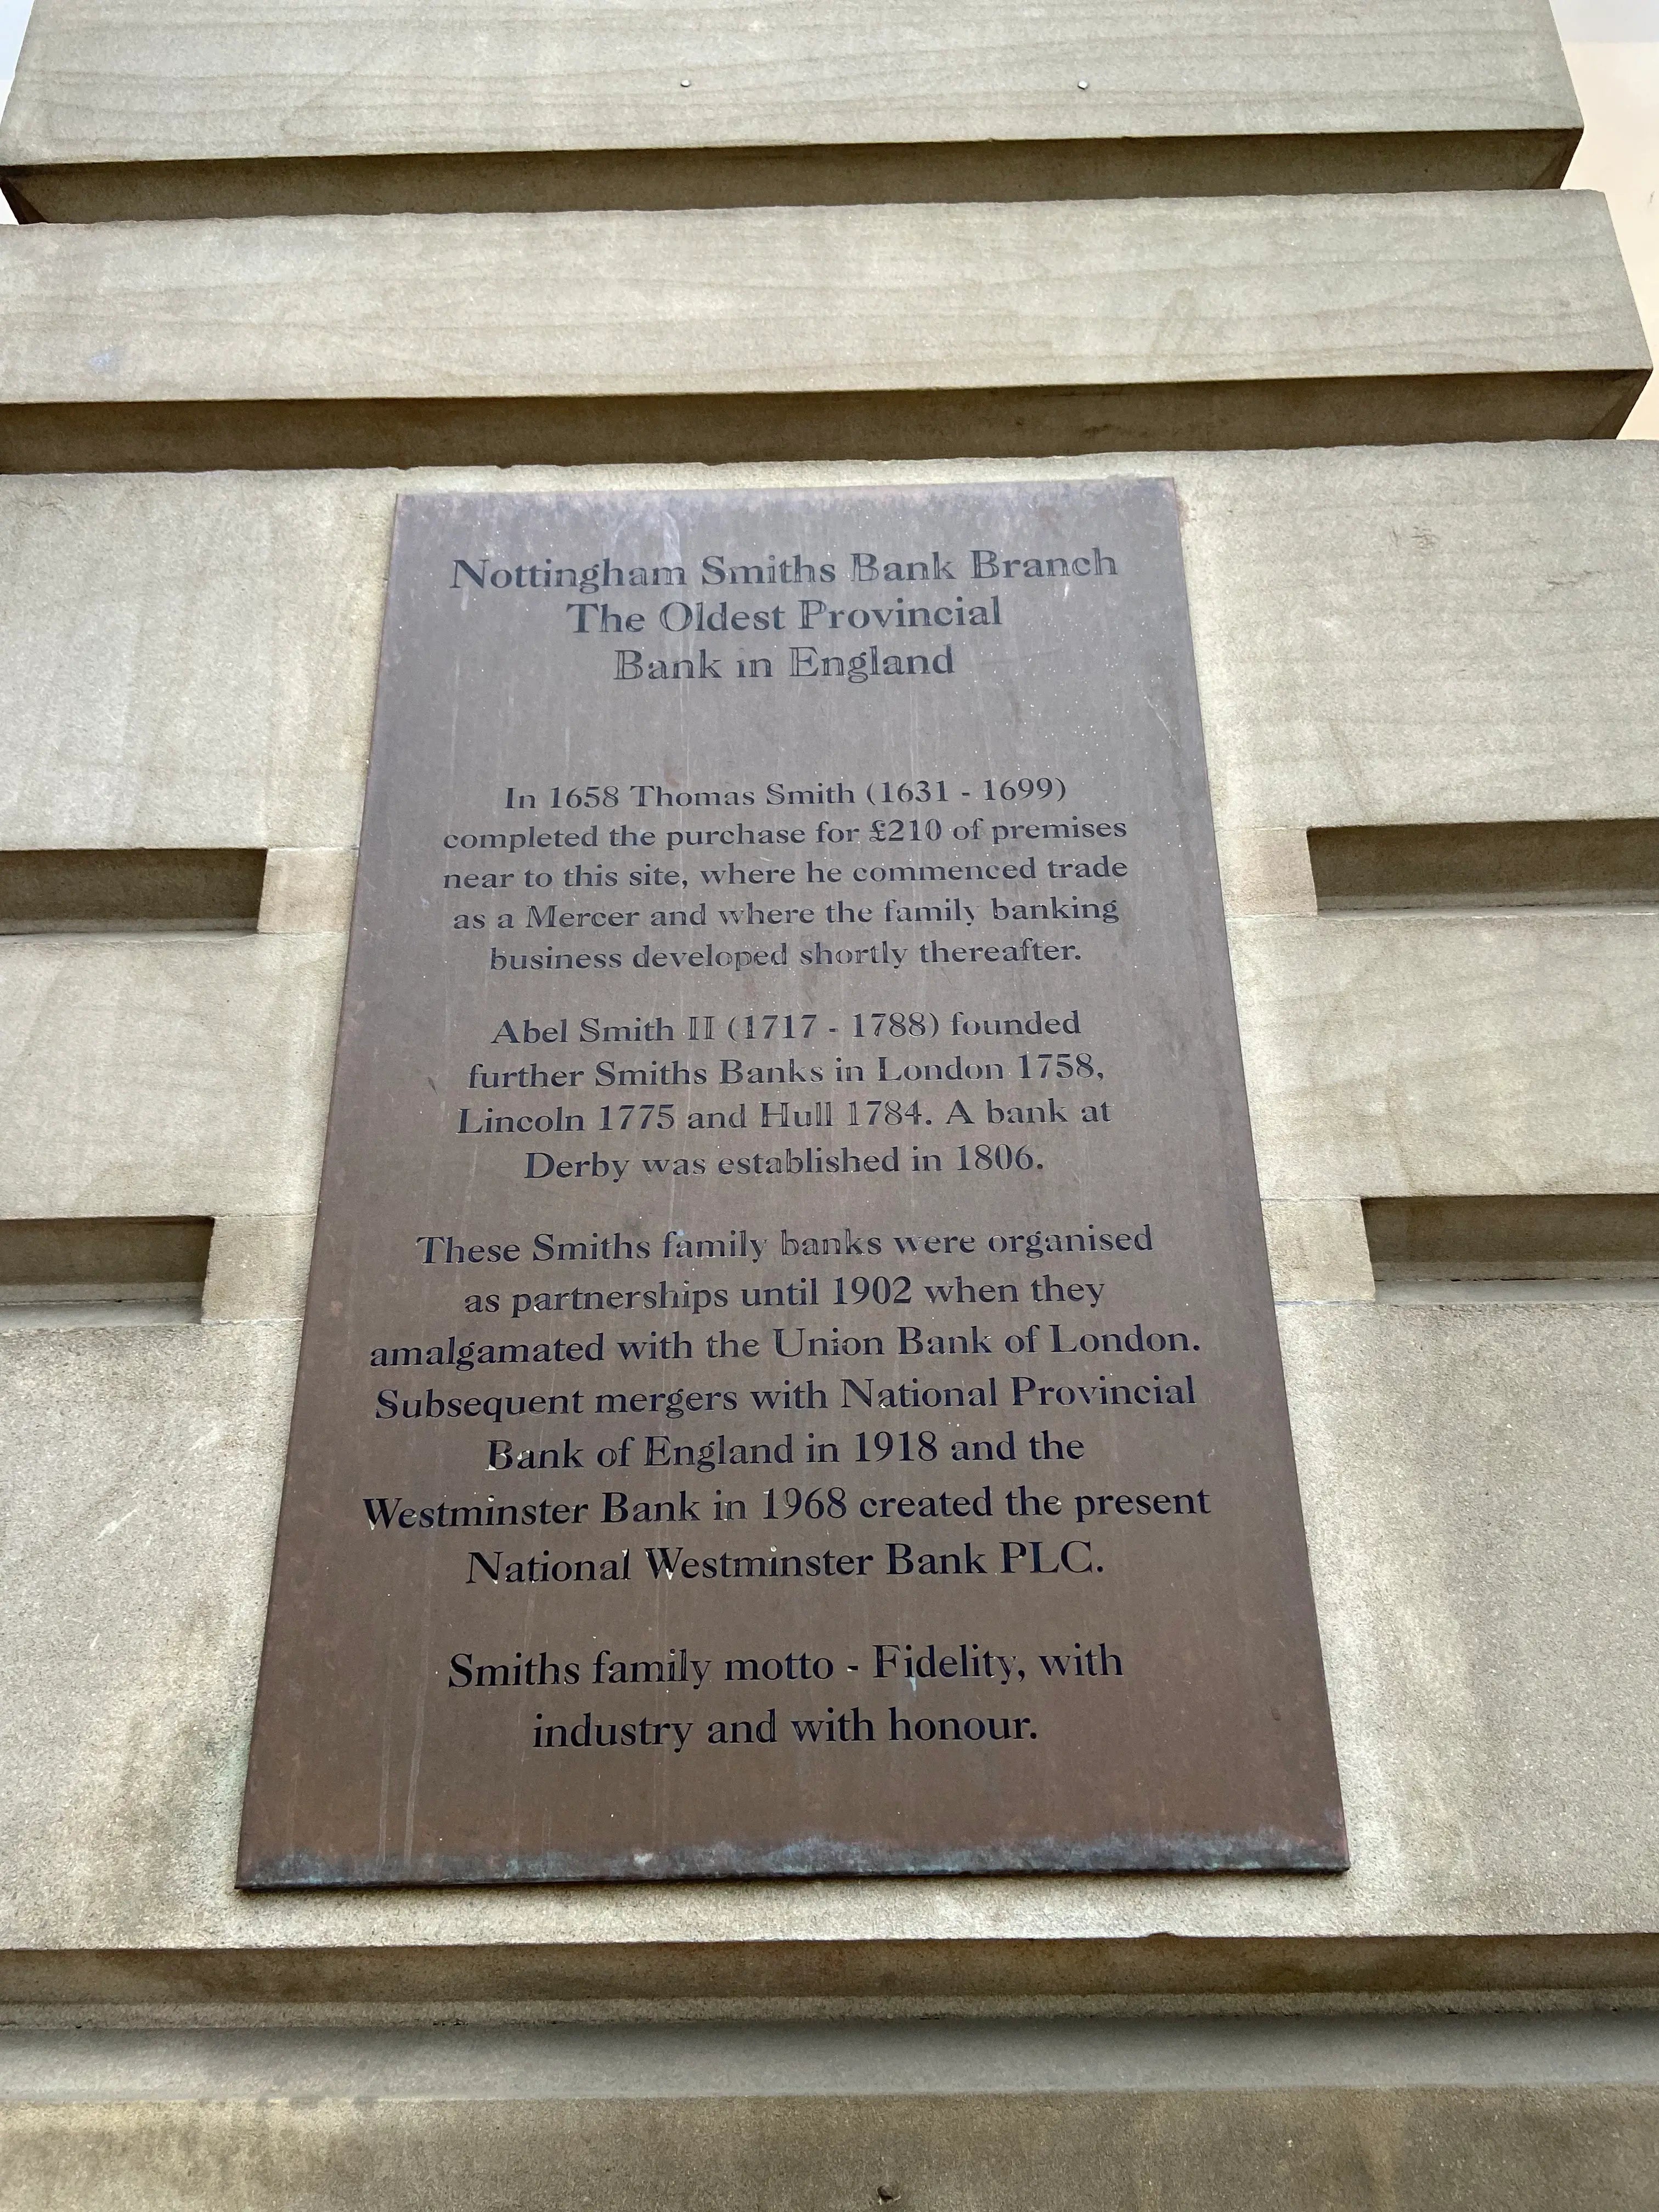 Nottingham Smiths Bank Branch
The Oldest Provincial
Bank in England
In 1658 Thomas Smith (1631 - 1699)
completed the purchase for £210 of premises
near to this site, where he commenced trade
as a Mercer and where the family banking
business developed shortly thereafter.
Abel Smith II (1717 - 1788) founded
further Smiths Banks in London 1758,
Lincoln 1775 and Hull 1784. A bank at
Derby was established in 1806.
These Smiths family banks were organised
as partnerships until 1902 when they
amalgamated with the Union Bank of London.
Subsequent mergers with National Provincial
Bank of England in 1918 and the
Westminster Bank in 1968 created the present
National Westminster Bank PLC.
Smiths family motto - Fidelity, with
industry and with honour.